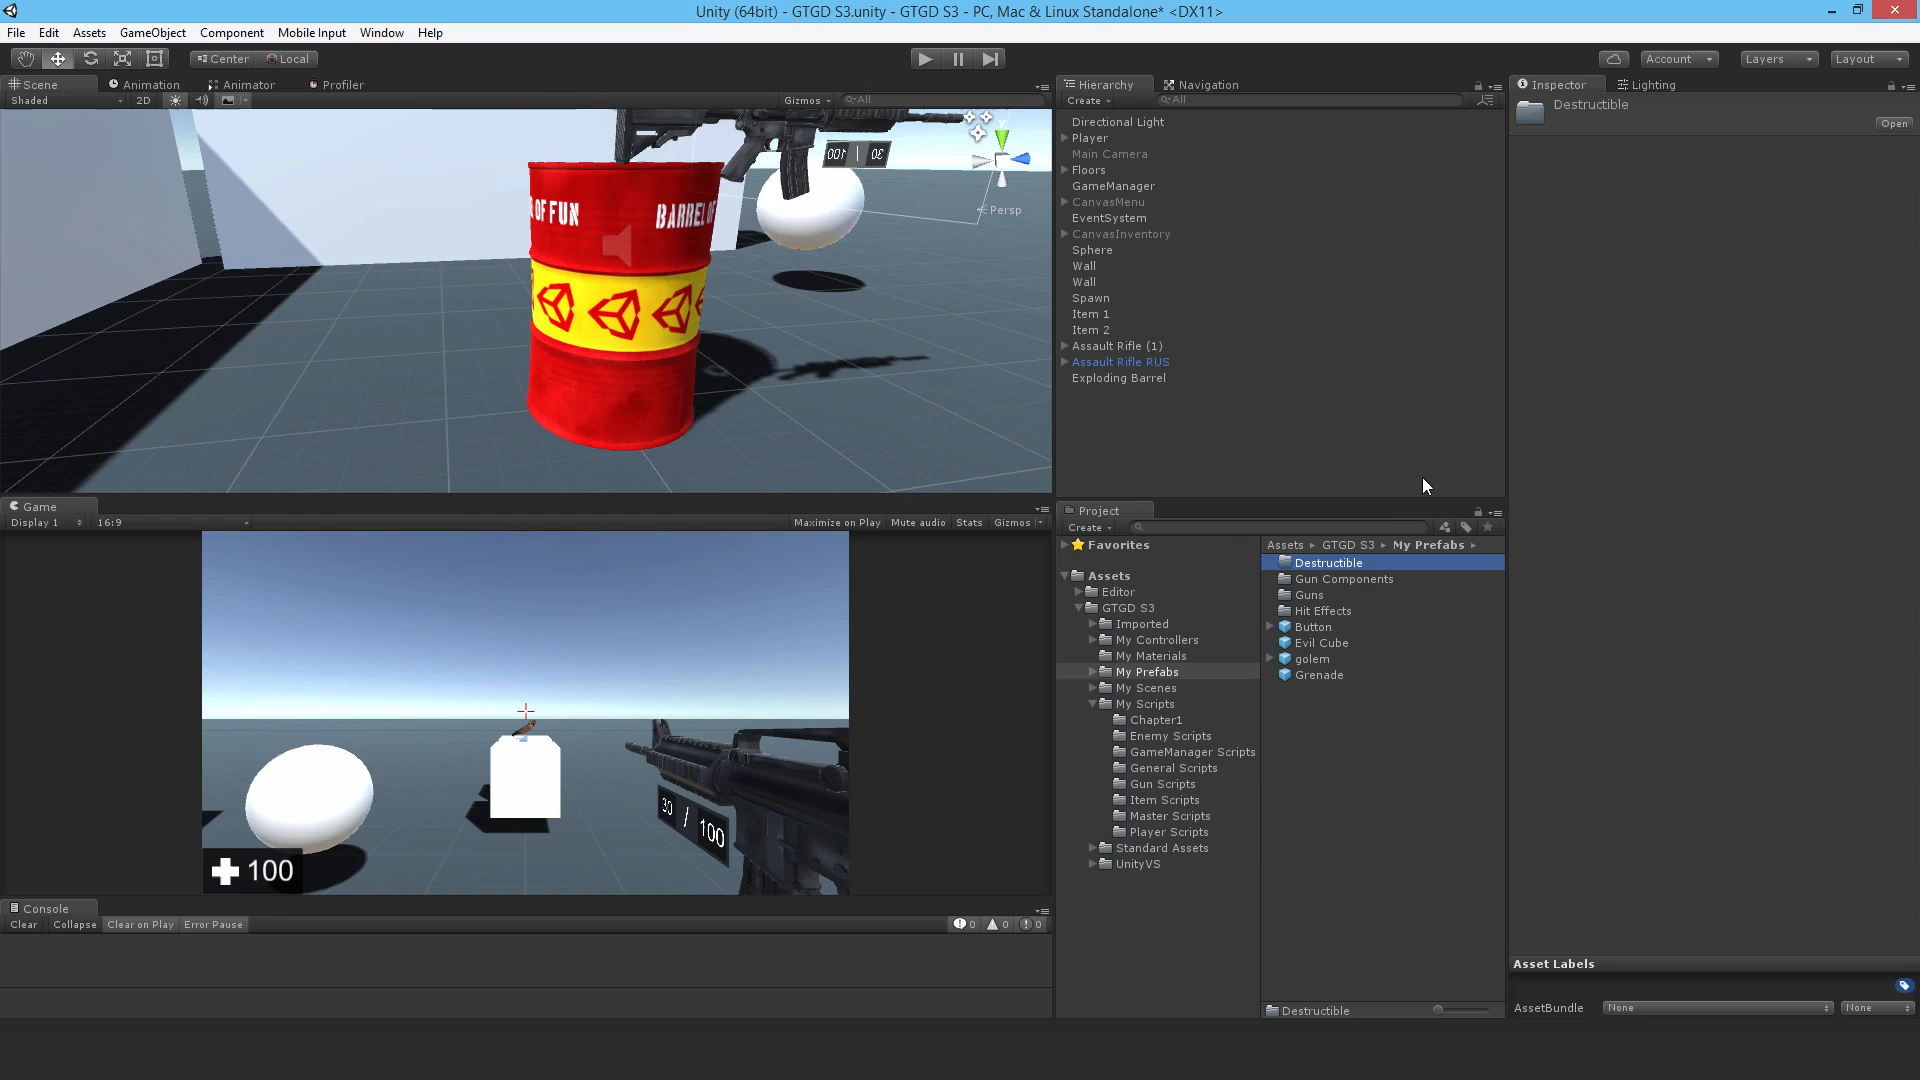 Unity (64bit) - GTGD S3.unity - GTGD S3 - PC, Mac & Linux Standalone* <DX11>
File Edit Assets GameObject Component Mobile Input Window Help
Center Local Account Layers Layout
Scene Animation Animator Profiler
Shaded 2D Gizmos All
OF FUN BARREL OF
100 | 30
y
Persp
Hierarchy Navigation
Create All
Directional Light
Player
Main Camera
Floors
GameManager
CanvasMenu
EventSystem
CanvasInventory
Sphere
Wall
Wall
Spawn
Item 1
Item 2
Assault Rifle (1)
Assault Rifle RUS
Exploding Barrel
Inspector Lighting
Destructible
Open
Game
Display 1 16:9 Maximize on Play Mute audio Stats Gizmos
30 / 100
100
Project
Create
Favorites
Assets
Editor
GTGD S3
Imported
My Controllers
My Materials
My Prefabs
My Scenes
My Scripts
Chapter1
Enemy Scripts
GameManager Scripts
General Scripts
Gun Scripts
Item Scripts
Master Scripts
Player Scripts
Standard Assets
UnityVS
Assets GTGD S3 My Prefabs
Destructible
Gun Components
Guns
Hit Effects
Button
Evil Cube
golem
Grenade
Destructible
Console
Clear Collapse Clear on Play Error Pause 0 0 0
Asset Labels
AssetBundle None None